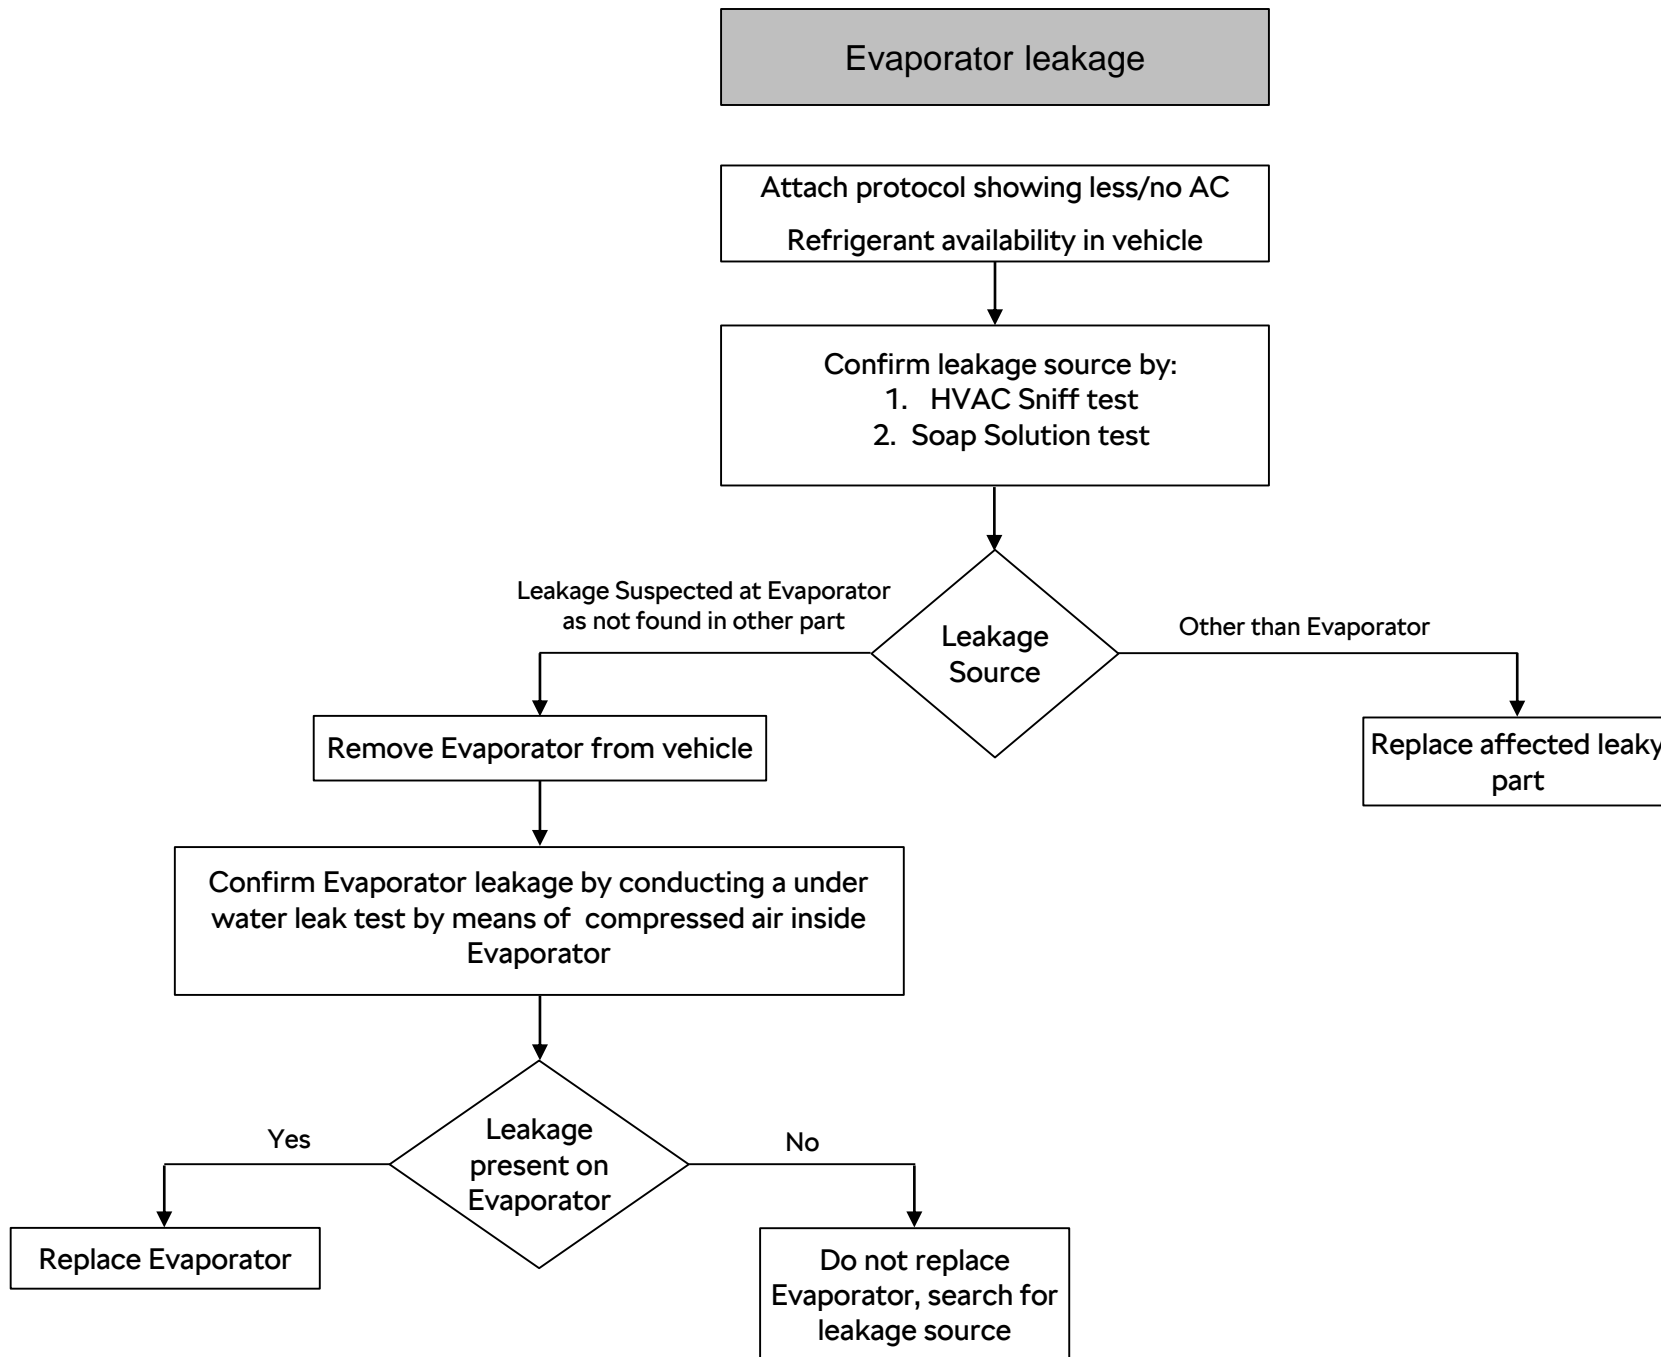 Evaporator leakage
Attach protocol showing less/no AC
Refrigerant availability in vehicle
Confirm leakage source by:
1. HVAC Sniff test
2. Soap Solution test
Leakage Suspected at Evaporator
as not found in other part
Leakage
Source
Other than Evaporator
Remove Evaporator from vehicle
Replace affected leaky
part
Confirm Evaporator leakage by conducting a under
water leak test by means of compressed air inside
Evaporator
Yes
Leakage
present on
Evaporator
No
Replace Evaporator
Do not replace
Evaporator, search for
leakage source